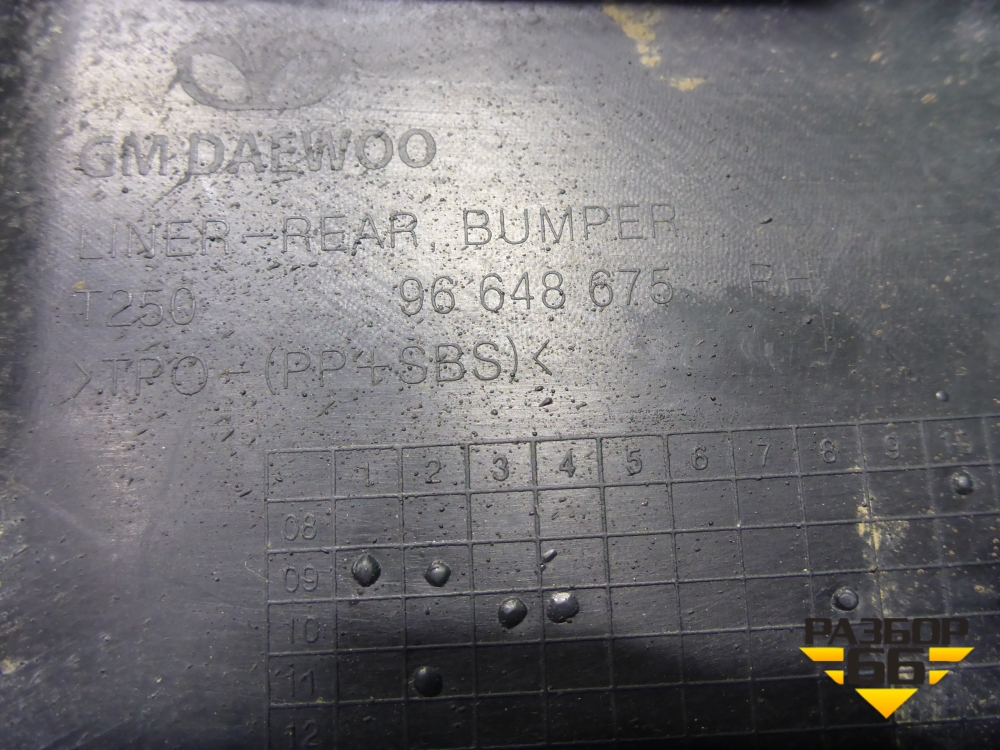 GM DAEWOO
LINER-REAR, BUMPER
T250 96 648 675 RH
>TPO-(PP+SBS)<
1 2 3 4 5 6 7 8 9
08
09
10
11
12
РАЗБОР
66